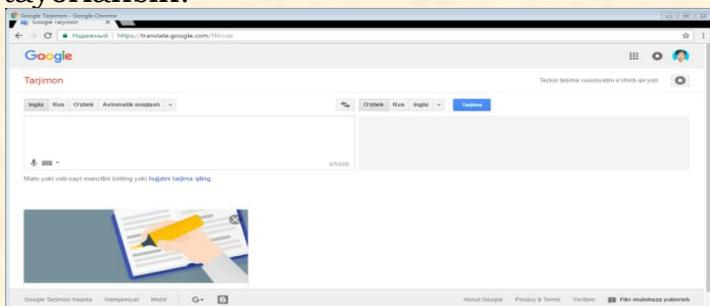 tayorlansin.
Google Tarjimon - Google Chrome
Google Tarjimon
Надежный | https://translate.google.com/?hl=uz
Google
Tarjimon
Tezkor tarjima xususiyatini o'chirib qo'yish
Ingliz Rus O'zbek Avtomatik aniqlash
O'zbek Rus Ingliz Tarjima
0/5000
Matn yoki veb-sayt manzilini kiriting yoki hujjatni tarjima qiling.
Google Tarjimon haqida Hamjamiyat Mobil G+ B About Google Privacy & Terms Yordam Fikr-mulohaza yuborish